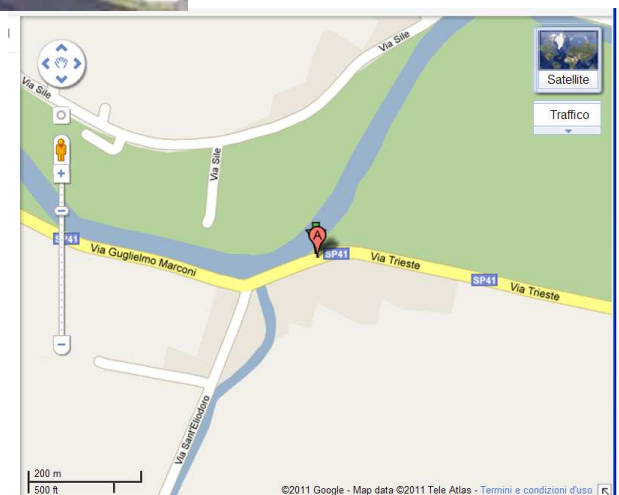 Via Sile
Satellite
Traffico
Via Sile
Via Sile
SP41
Via Guglielmo Marconi
A
SP41
Via Trieste
SP41
Via Trieste
Via Sant'Eliodoro
200 m
500 ft
©2011 Google - Map data ©2011 Tele Atlas - Termini e condizioni d'uso